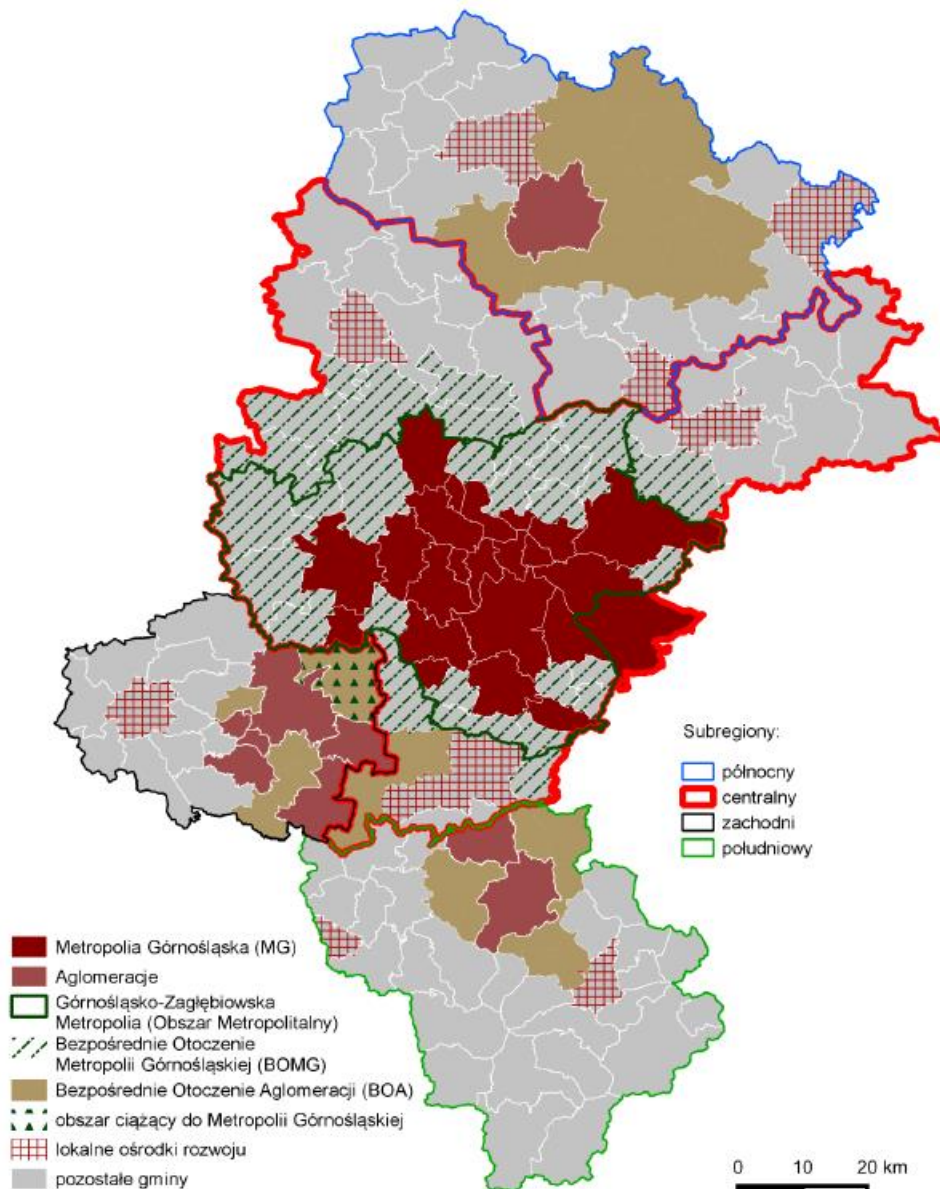 Subregiony:
północny
centralny
zachodni
południowy
Metropolia Górnośląska (MG)
Aglomeracje
Górnośląsko-Zagłębiowska
Metropolia (Obszar Metropolitalny)
Bezpośrednie Otoczenie
Metropolii Górnośląskiej (BOMG)
Bezpośrednie Otoczenie Aglomeracji (BOA)
obszar ciążący do Metropolii Górnośląskiej
lokalne ośrodki rozwoju
pozostałe gminy
0 10 20 km